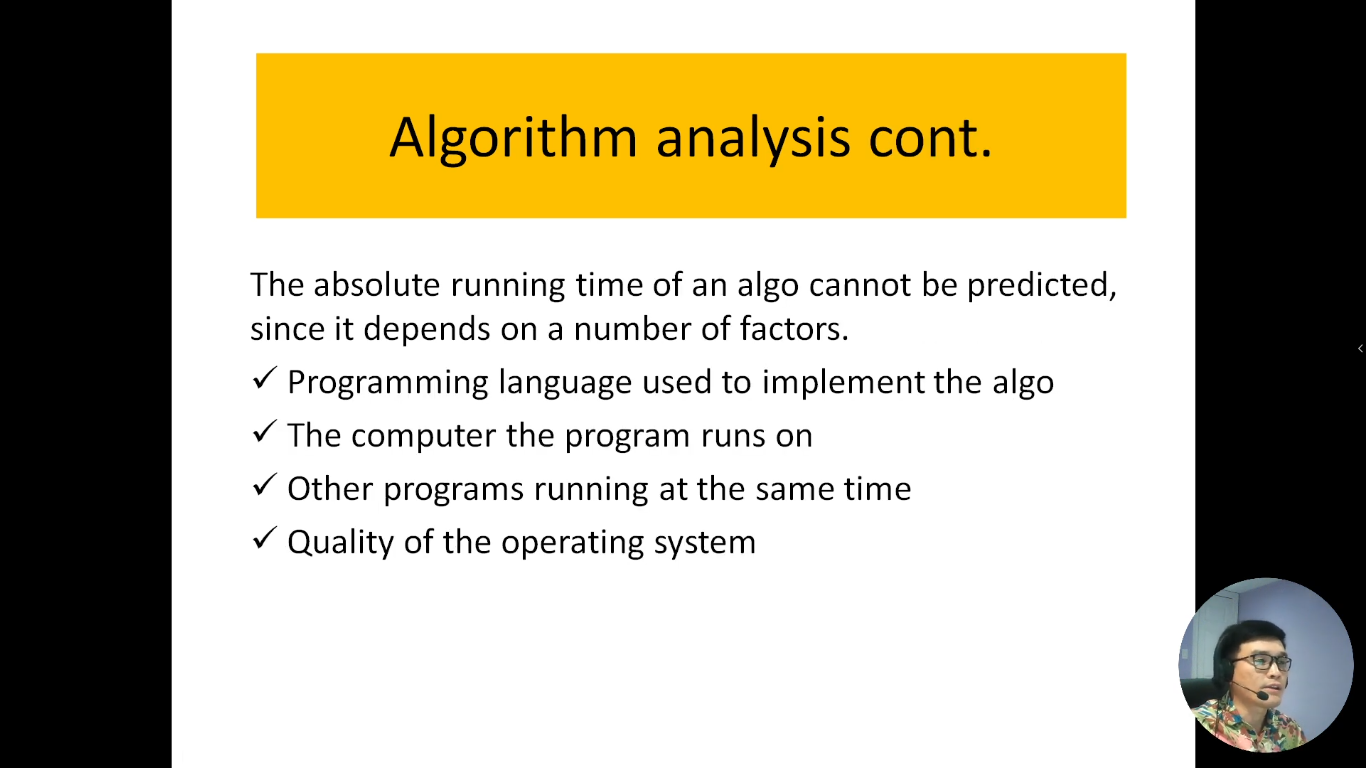 Algorithm analysis cont.
The absolute running time of an algo cannot be predicted,
since it depends on a number of factors.
✓ Programming language used to implement the algo
✓ The computer the program runs on
✓ Other programs running at the same time
✓ Quality of the operating system